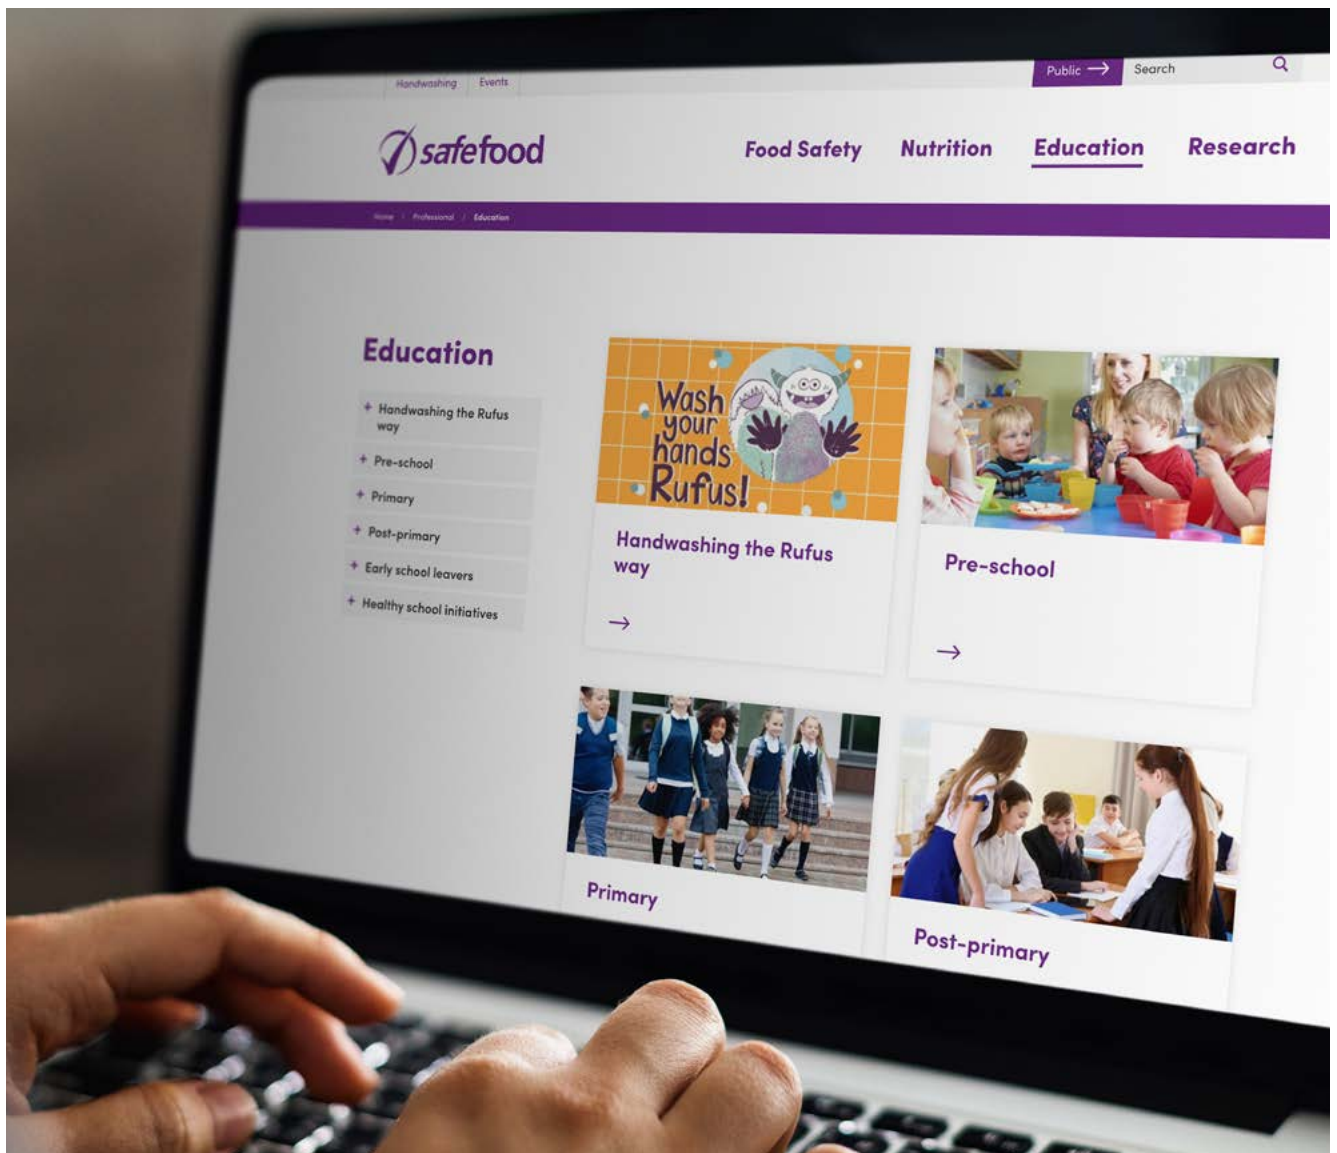 Handwashing Events
Public → Search
safefood
Food Safety Nutrition Education Research
Home / Professional / Education
Education
+ Handwashing the Rufus
way
+ Pre-school
+ Primary
+ Post-primary
+ Early school leavers
+ Healthy school initiatives
Wash
your
hands
Rufus!
Handwashing the Rufus
way
→
Pre-school
→
Primary
Post-primary